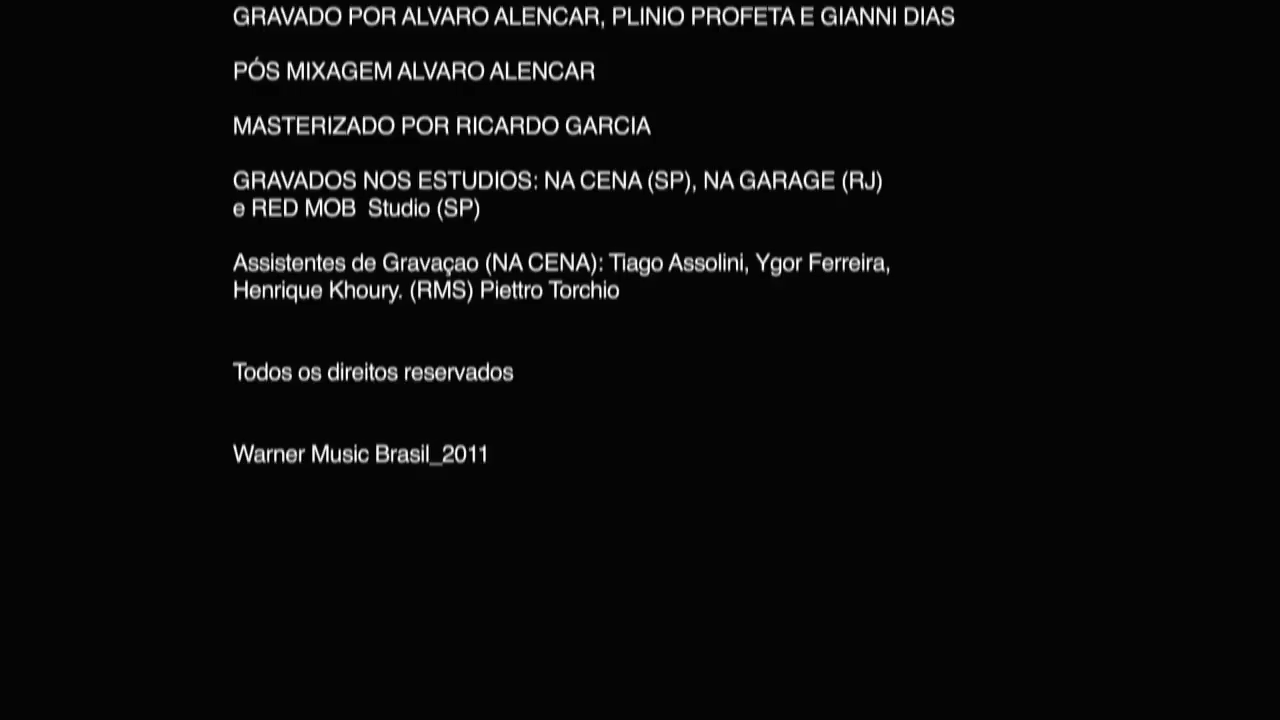 GRAVADO POR ALVARO ALENCAR, PLINIO PROFETA E GIANNI DIAS
PÓS MIXAGEM ALVARO ALENCAR
MASTERIZADO POR RICARDO GARCIA
GRAVADOS NOS ESTUDIOS: NA CENA (SP), NA GARAGE (RJ)
e RED MOB  Studio (SP)
Assistentes de Gravaçao (NA CENA): Tiago Assolini, Ygor Ferreira,
Henrique Khoury. (RMS) Piettro Torchio
Todos os direitos reservados
Warner Music Brasil_2011